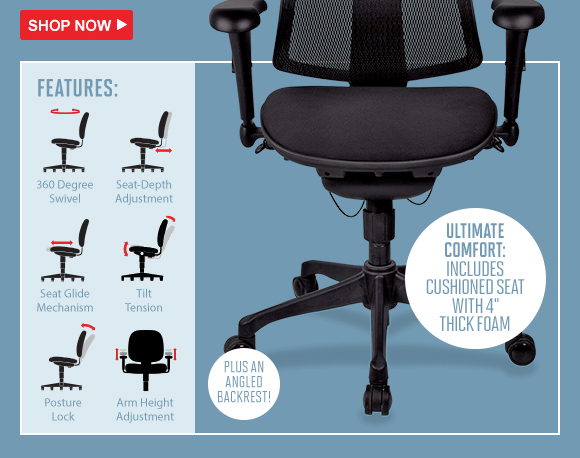 SHOP NOW
FEATURES:
360 Degree
Swivel
Seat-Depth
Adjustment
Seat Glide
Mechanism
Tilt
Tension
Posture
Lock
Arm Height
Adjustment
ULTIMATE
COMFORT:
INCLUDES
CUSHIONED SEAT
WITH 4"
THICK FOAM
PLUS AN
ANGLED
BACKREST!